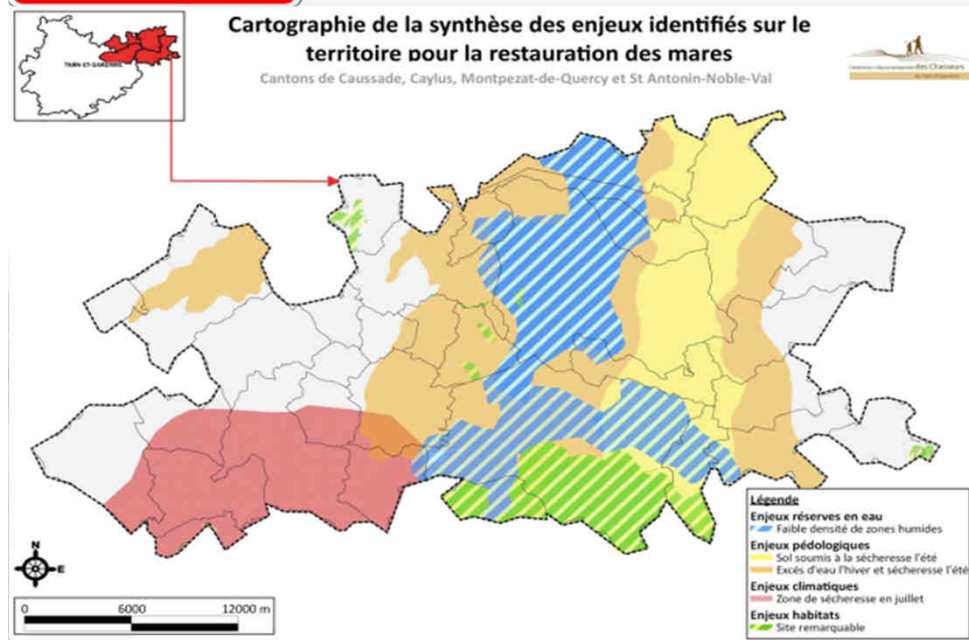 Cartographie de la synthèse des enjeux identifiés sur le
territoire pour la restauration des mares
Cantons de Caussade, Caylus, Montpezat-de-Quercy et St Antonin-Noble-Val
TARN-ET-GARONNE
des Chasseurs
N
E
0 6000 12000 m
Légende
Enjeux réserves en eau
Faible densité de zones humides
Enjeux pédologiques
Sol soumis à la sécheresse l'été
Excés d'eau l'hiver et sécheresse l'été
Enjeux climatiques
Zone de sécheresse en juillet
Enjeux habitats
Site remarquable